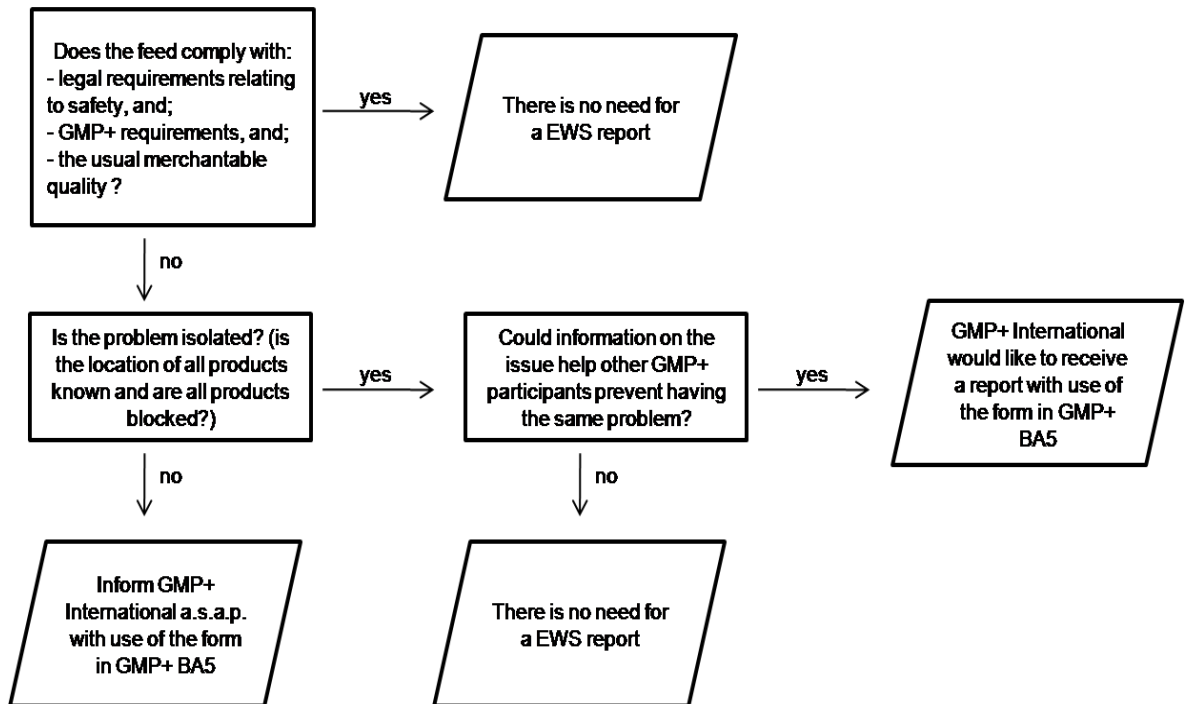 Does the feed comply with:
- legal requirements relating
to safety, and;
- GMP+ requirements, and;
- the usual merchantable
quality ?
yes
There is no need for
a EWS report
no
Is the problem isolated? (is
the location of all products
known and are all products
blocked?)
yes
Could information on the
issue help other GMP+
participants prevent having
the same problem?
yes
GMP+ International
would like to receive
a report with use of
the form in GMP+
BA5
no
no
Inform GMP+
International a.s.a.p.
with use of the form
in GMP+ BA5
There is no need for
a EWS report